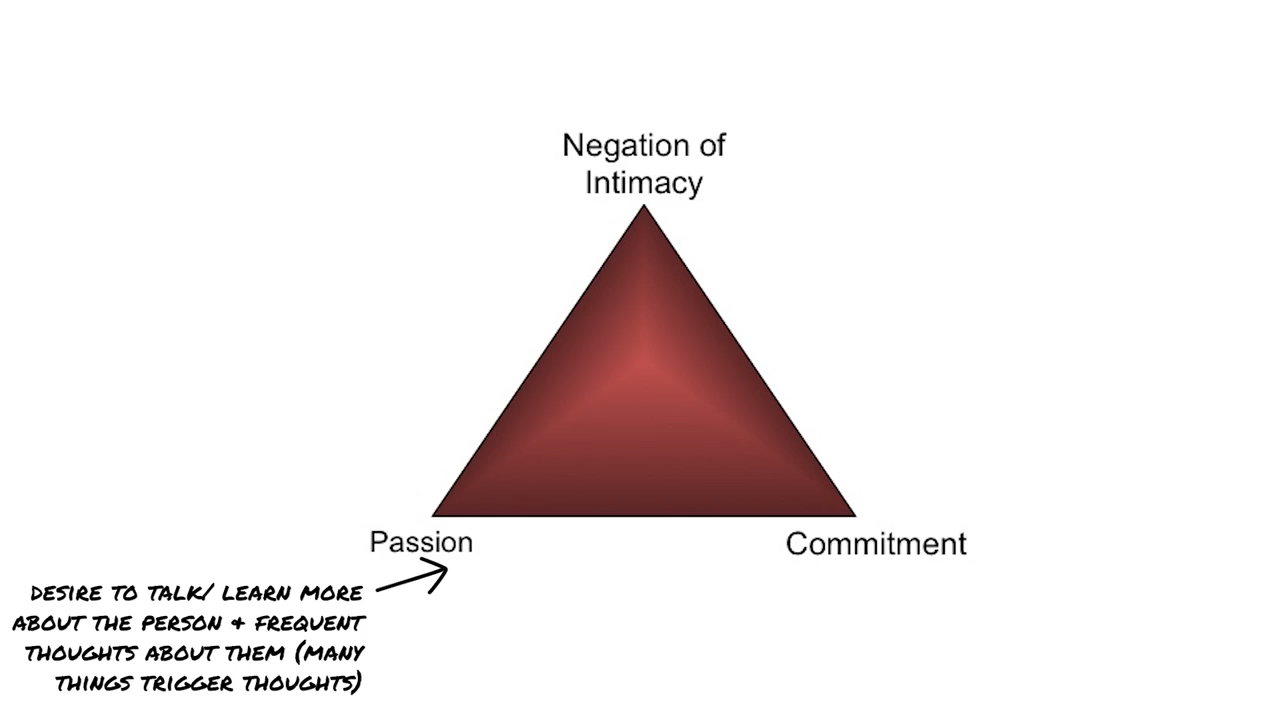 Negation of
Intimacy
Passion
Commitment
DESIRE TO TALK/ LEARN MORE
ABOUT THE PERSON + FREQUENT
THOUGHTS ABOUT THEM (MANY
THINGS TRIGGER THOUGHTS)